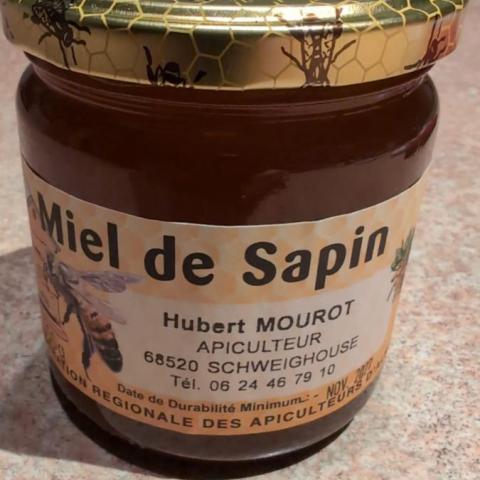 Miel de Sapin
Hubert MOUROT
APICULTEUR
68520 SCHWEIGHOUSE
Tél. 06 24 46 79 10
Date de Durabilité Minimum.: - NOV.
REGIONALE DES APICULTEURS